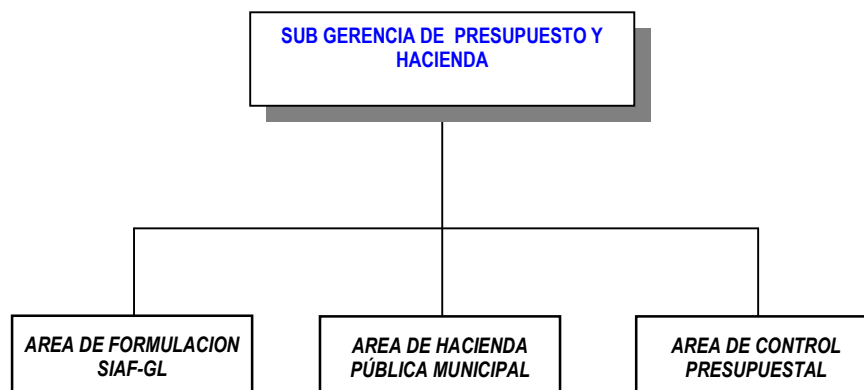 SUB GERENCIA DE PRESUPUESTO Y
HACIENDA
AREA DE FORMULACION
SIAF-GL
AREA DE HACIENDA
PÚBLICA MUNICIPAL
AREA DE CONTROL
PRESUPUESTAL